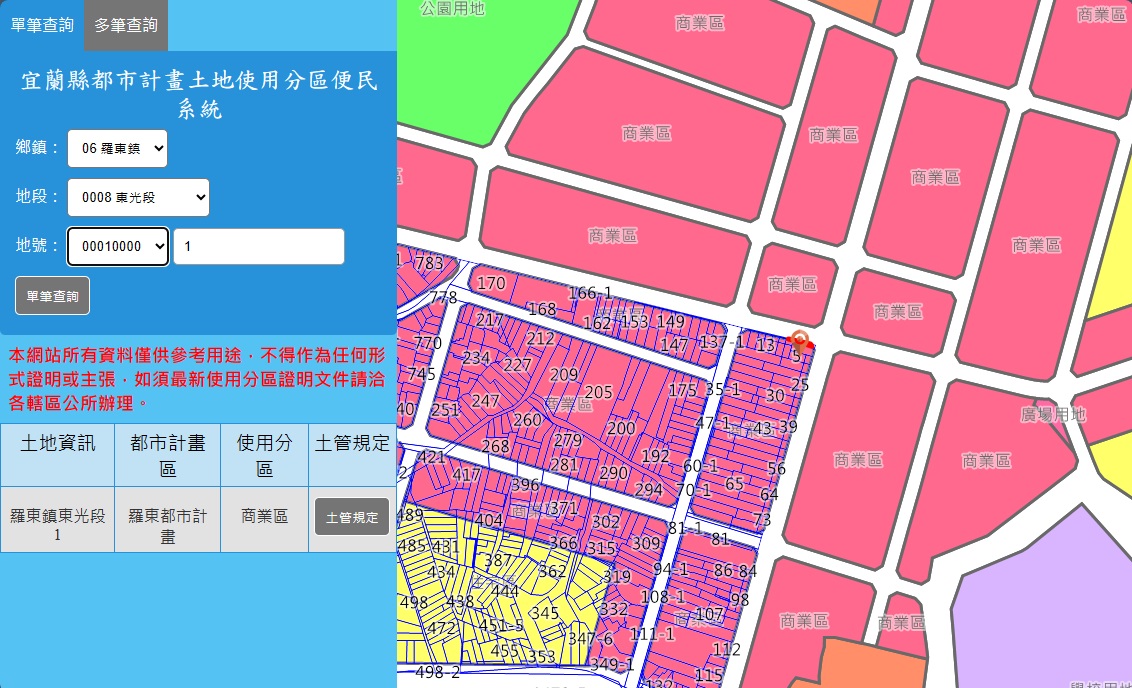 單筆查詢 多筆查詢
宜蘭縣都市計畫土地使用分區便民
系統
鄉鎮： 06 羅東鎮
地段： 0008 東光段
地號： 00010000 1
單筆查詢
本網站所有資料僅供參考用途，不得作為任何形
式證明或主張，如須最新使用分區證明文件請洽
各轄區公所辦理。
土地資訊 都市計畫 使用分 土管規定
區 區
羅東鎮東光段 羅東都市計 商業區 土管規定
1 畫
公園用地
商業區
商業區
商業區
商業區
商業區
商業區
商業區
商業區
商業區
783
170
778
168
166-1
217
162
153
149
770
212
147
137-1
13
5
234
227
745
209
205
175
35-1
25
30
247
251
商業區
260
200
47-1
43
39
279
268
192
421
281
60-1
56
417
290
65
396
294
70-1
64
商業區
371
489
404
302
73
81-1
81
366
309
485
431
315
387
434
362
319
94-1
86
84
444
498
438
108-1
98
345
332
107
472
451-5
347-6
111-1
455
353
112
349-1
498-2
115
132
廣場用地
商業區
商業區
商業區
商業區